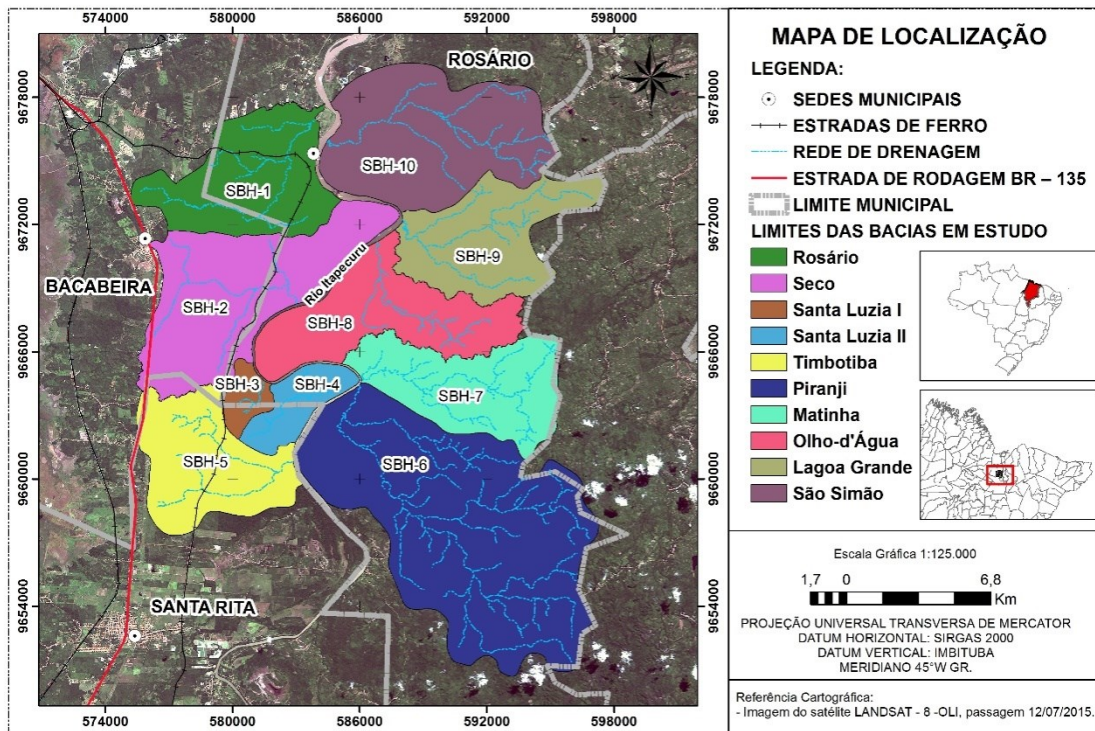 574000 580000 586000 592000 598000
9678000
9672000
9666000
9660000
9654000
ROSÁRIO
SBH-10
SBH-1
SBH-9
BACABEIRA
SBH-2
Rio Itapecuru
SBH-8
SBH-3
SBH-4
SBH-7
SBH-5
SBH-6
SANTA RITA
9678000
9672000
9666000
9660000
9654000
574000 580000 586000 592000 598000
MAPA DE LOCALIZAÇÃO
LEGENDA:
SEDES MUNICIPAIS
ESTRADAS DE FERRO
REDE DE DRENAGEM
ESTRADA DE RODAGEM BR – 135
LIMITE MUNICIPAL
LIMITES DAS BACIAS EM ESTUDO
Rosário
Seco
Santa Luzia I
Santa Luzia II
Timbotiba
Piranji
Matinha
Olho-d'Água
Lagoa Grande
São Simão
Escala Gráfica 1:125.000
1,7 0 6,8
Km
PROJEÇÃO UNIVERSAL TRANSVERSA DE MERCATOR
DATUM HORIZONTAL: SIRGAS 2000
DATUM VERTICAL: IMBITUBA
MERIDIANO 45°W GR.
Referência Cartográfica:
- Imagem do satélite LANDSAT - 8 -OLI, passagem 12/07/2015.